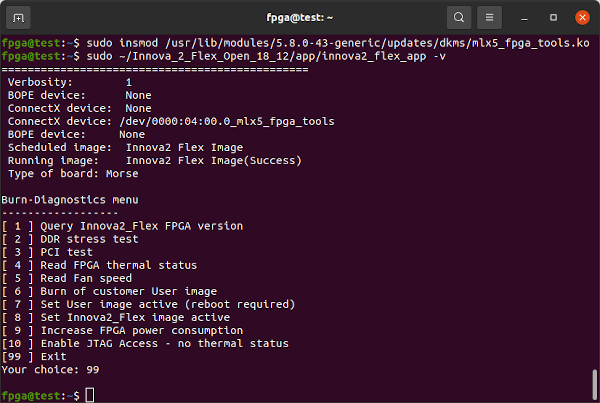 fpga@test: ~
fpga@test:~$ sudo insmod /usr/lib/modules/5.8.0-43-generic/updates/dkms/mlx5_fpga_tools.ko
fpga@test:~$ sudo ~/Innova_2_Flex_Open_18_12/app/innova2_flex_app -v
===============================================
Verbosity:        1
BOPE device:      None
ConnectX device:  None
ConnectX device: /dev/0000:04:00.0_mlx5_fpga_tools
BOPE device:     None
Scheduled image:  Innova2 Flex Image
Running image:    Innova2 Flex Image(Success)
Type of board: Morse
Burn-Diagnostics menu
------------------
[ 1 ] Query Innova2_Flex FPGA version
[ 2 ] DDR stress test
[ 3 ] PCI test
[ 4 ] Read FPGA thermal status
[ 5 ] Read Fan speed
[ 6 ] Burn of customer User image
[ 7 ] Set User image active (reboot required)
[ 8 ] Set Innova2_Flex image active
[ 9 ] Increase FPGA power consumption
[10 ] Enable JTAG Access - no thermal status
[99 ] Exit
Your choice: 99
fpga@test:~$